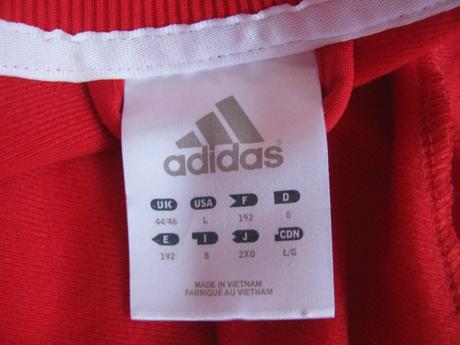 adidas
UK USA F D
44/46 L 192 8
E I J CDN
192 8 2XO L/G
MADE IN VIETNAM
FABRIQUÉ AU VIETNAM